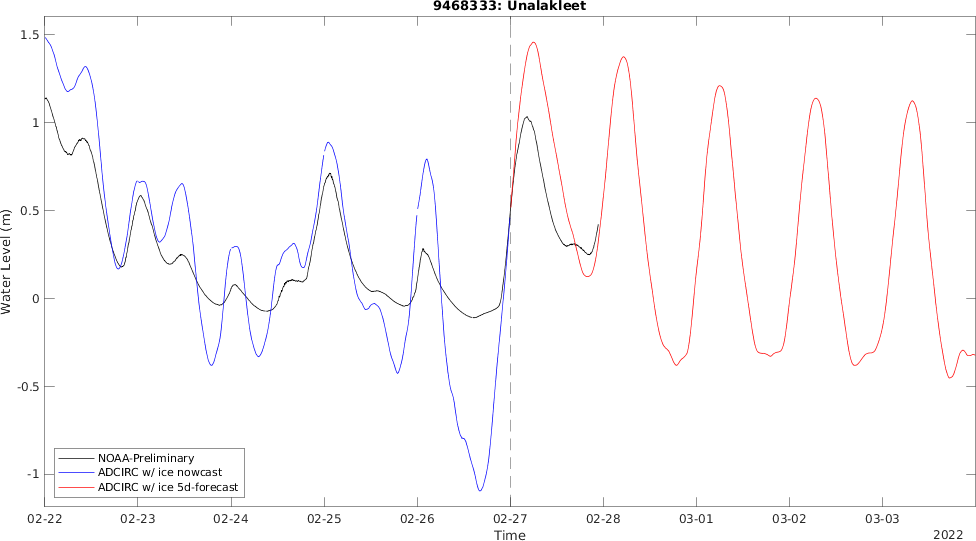 9468333: Unalakleet
Water Level (m)
1.5
1
0.5
0
-0.5
-1
NOAA-Preliminary
ADCIRC w/ ice nowcast
ADCIRC w/ ice 5d-forecast
02-22 02-23 02-24 02-25 02-26 02-27 02-28 03-01 03-02 03-03
Time
2022